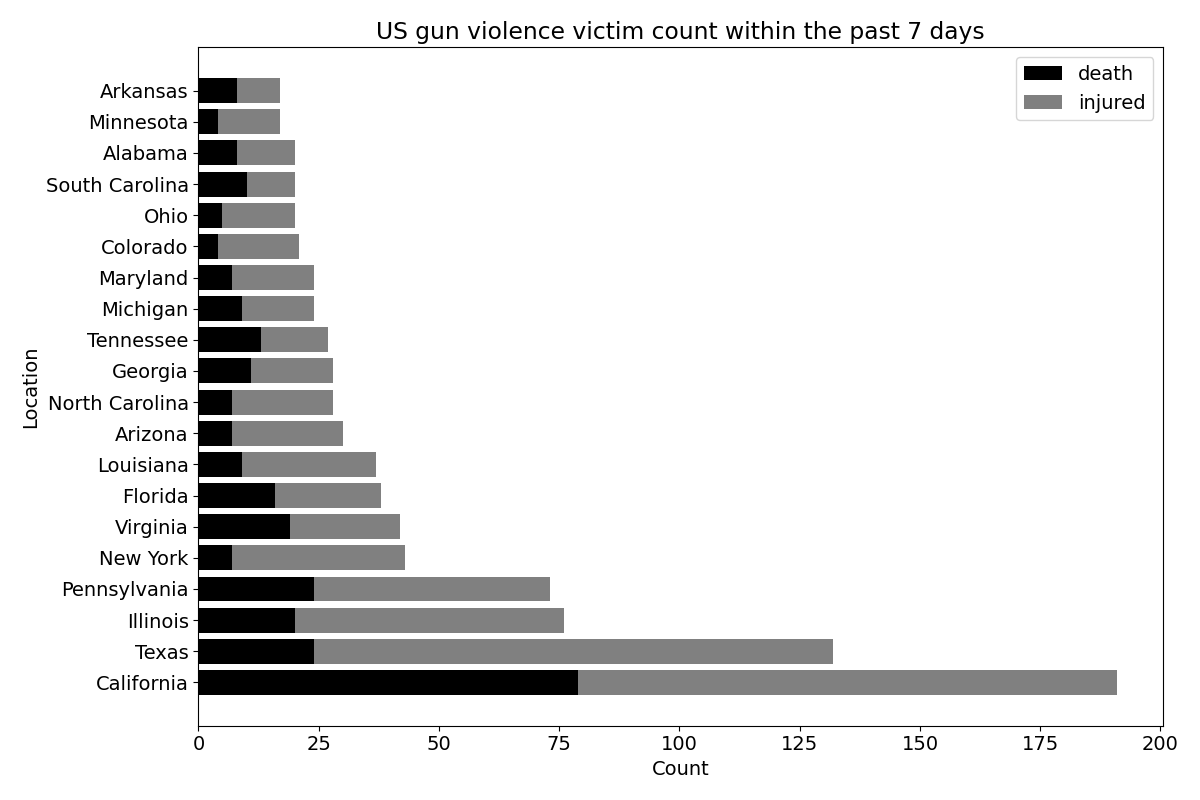 US gun violence victim count within the past 7 days
death
injured
Arkansas
Minnesota
Alabama
South Carolina
Ohio
Colorado
Maryland
Michigan
Tennessee
Georgia
North Carolina
Arizona
Louisiana
Florida
Virginia
New York
Pennsylvania
Illinois
Texas
California
Location
0 25 50 75 100 125 150 175 200
Count